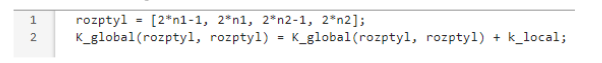 1 rozptyl = [2*n1-1, 2*n1, 2*n2-1, 2*n2];
2 K_global(rozptyl, rozptyl) = K_global(rozptyl, rozptyl) + k_local;